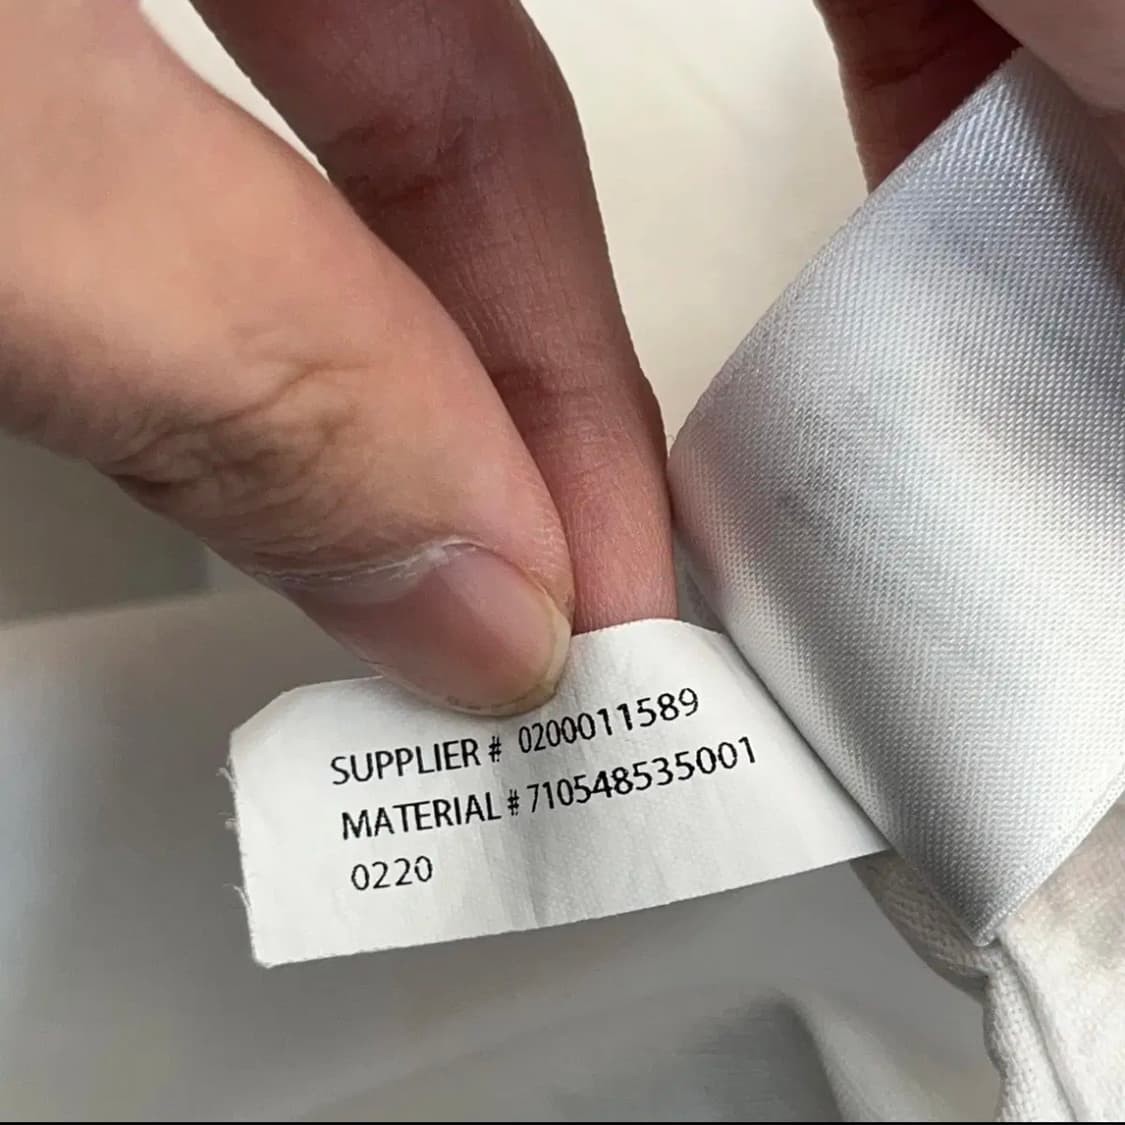 SUPPLIER # 0200011589
MATERIAL # 710548535001
0220